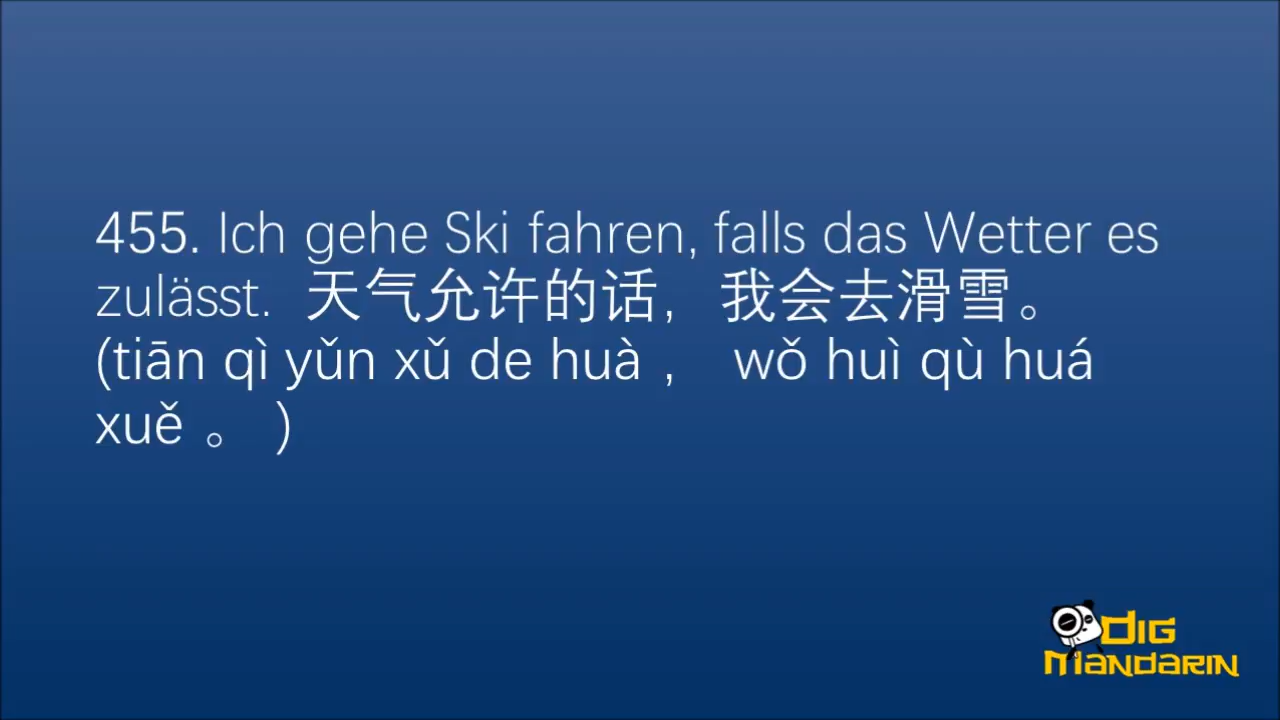 455. Ich gehe Ski fahren, falls das Wetter es
zulässt. 天气允许的话，我会去滑雪。
(tiān qì yǔn xǔ de huà ， wǒ huì qù huá
xuě 。 )
DIG
MANDARIN